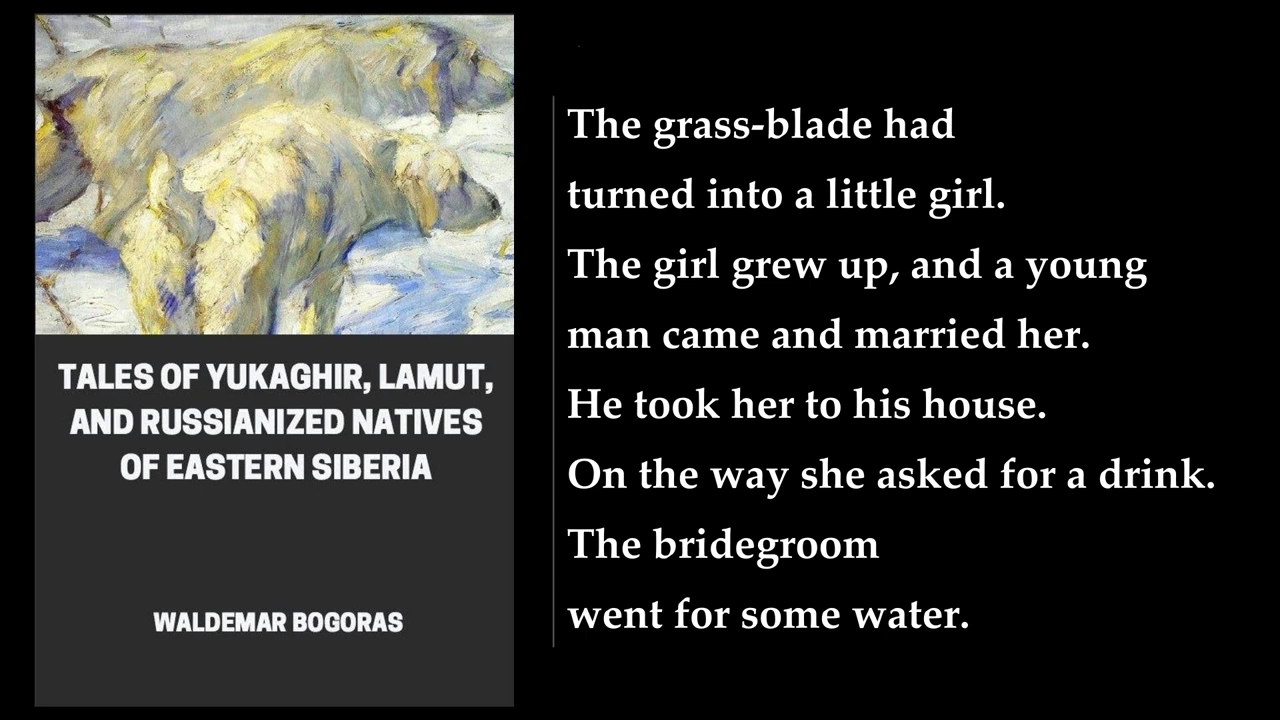 TALES OF YUKAGHIR, LAMUT,
AND RUSSIANIZED NATIVES
OF EASTERN SIBERIA
WALDEMAR BOGORAS
The grass-blade had
turned into a little girl.
The girl grew up, and a young
man came and married her.
He took her to his house.
On the way she asked for a drink.
The bridegroom
went for some water.